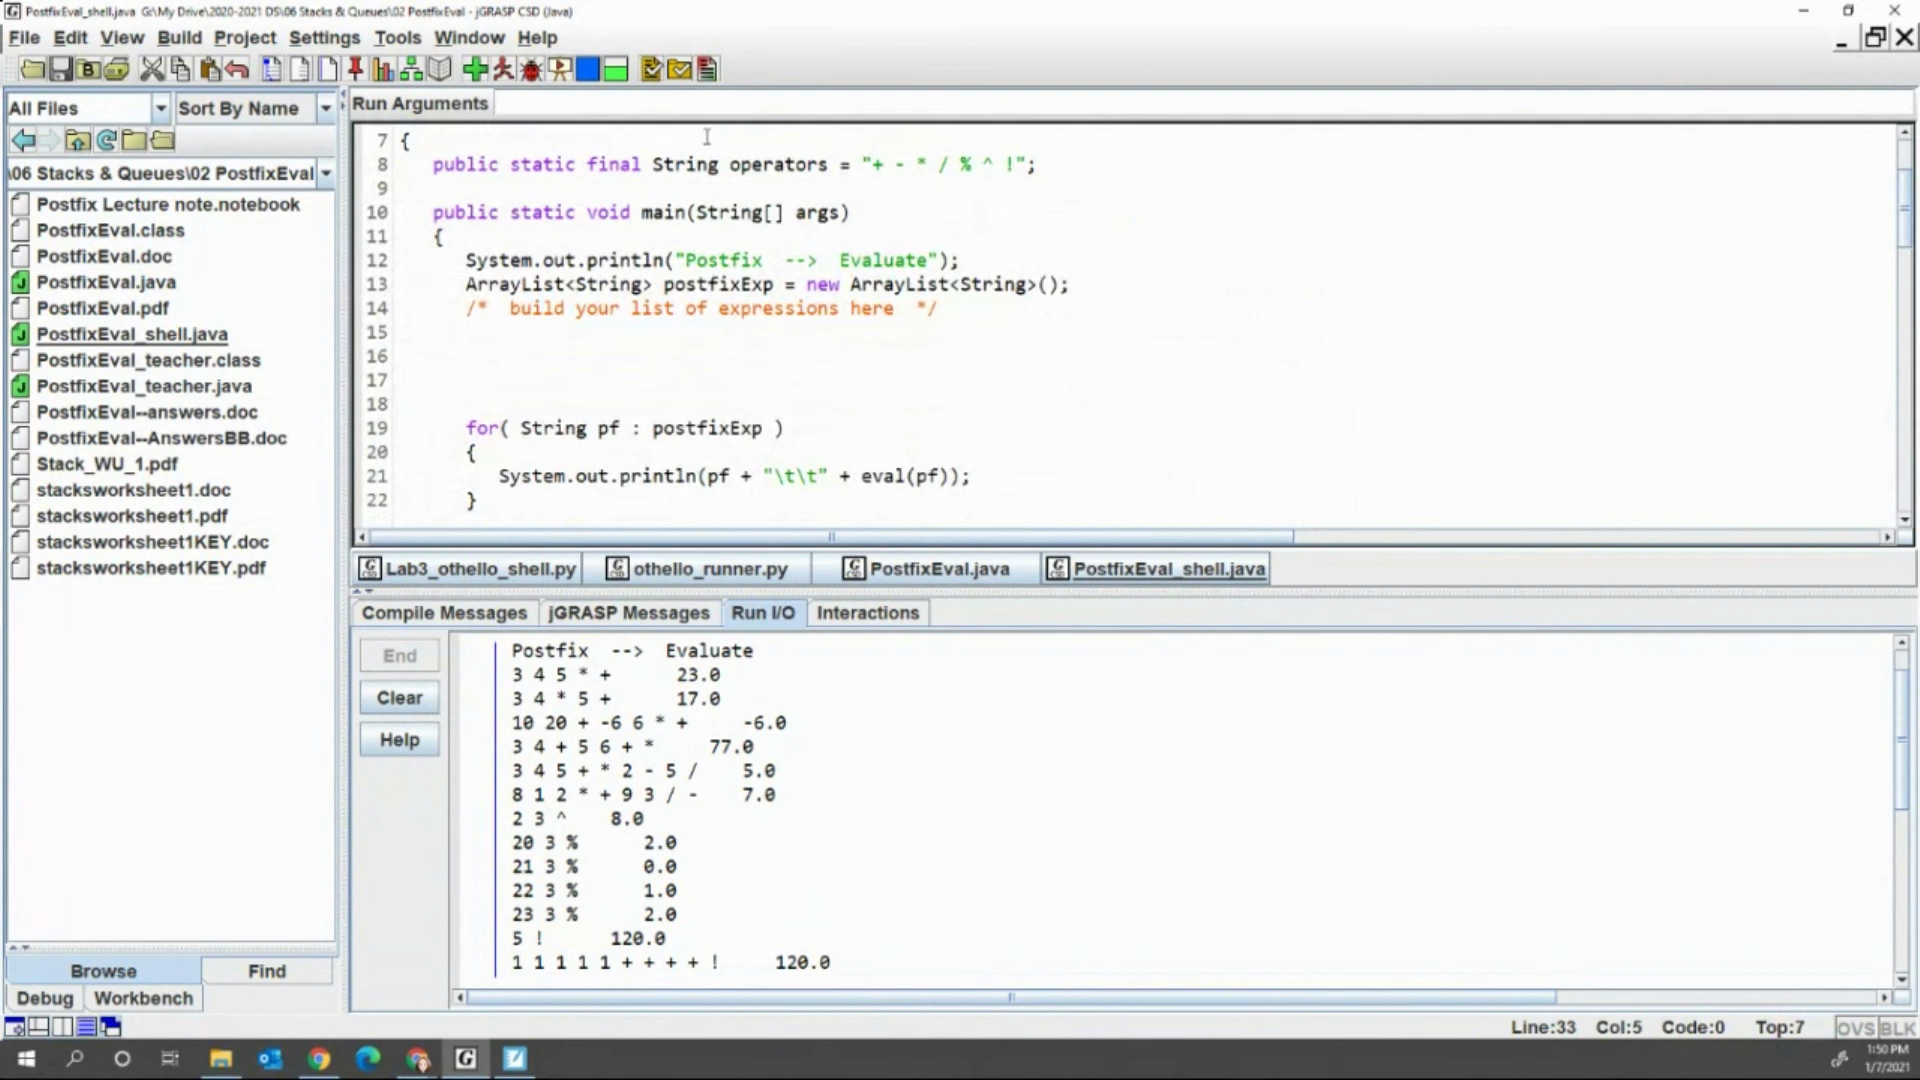 PostfixEval_shell.java G:\My Drive\2020-2021 DS\06 Stacks & Queues\02 PostfixEval - jGRASP CSD (Java)
File Edit View Build Project Settings Tools Window Help
All Files Sort By Name
\06 Stacks & Queues\02 PostfixEval
Postfix Lecture note.notebook
PostfixEval.class
PostfixEval.doc
PostfixEval.java
PostfixEval.pdf
PostfixEval_shell.java
PostfixEval_teacher.class
PostfixEval_teacher.java
PostfixEval--answers.doc
PostfixEval--AnswersBB.doc
Stack_WU_1.pdf
stacksworksheet1.doc
stacksworksheet1.pdf
stacksworksheet1KEY.doc
stacksworksheet1KEY.pdf
Browse Find
Debug Workbench
Run Arguments
7 {
8 public static final String operators = "+ - * / % ^ !";
9
10 public static void main(String[] args)
11 {
12 System.out.println("Postfix  -->  Evaluate");
13 ArrayList<String> postfixExp = new ArrayList<String>();
14 /*  build your list of expressions here  */
15
16
17
18
19 for( String pf : postfixExp )
20 {
21 System.out.println(pf + "\t\t" + eval(pf));
22 }
Lab3_othello_shell.py othello_runner.py PostfixEval.java PostfixEval_shell.java
Compile Messages jGRASP Messages Run I/O Interactions
End
Clear
Help
Postfix  -->  Evaluate
3 4 5 * + 23.0
3 4 * 5 + 17.0
10 20 + -6 6 * + -6.0
3 4 + 5 6 + * 77.0
3 4 5 + * 2 - 5 / 5.0
8 1 2 * + 9 3 / - 7.0
2 3 ^ 8.0
20 3 % 2.0
21 3 % 0.0
22 3 % 1.0
23 3 % 2.0
5 ! 120.0
1 1 1 1 1 + + + + ! 120.0
Line:33 Col:5 Code:0 Top:7 OVS BLK
1:50 PM
1/7/2021